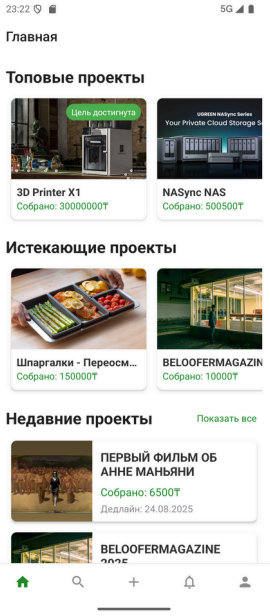 23:22
5G
Главная
Топовые проекты
Цель достигнута
UGREEN NASync Series
Your Private Cloud Storage S
3D Printer X1
Собрано: 30000000₸
NASync NAS
Собрано: 500500₸
Истекающие проекты
Шпаргалки - Переосм...
Собрано: 150000₸
BELOOFERMAGAZIN
Собрано: 10000₸
Недавние проекты
Показать все
ПЕРВЫЙ ФИЛЬМ ОБ
АННЕ МАНЬЯНИ
Собрано: 6500₸
Дедлайн: 24.08.2025
BELOOFERMAGAZINE
2025